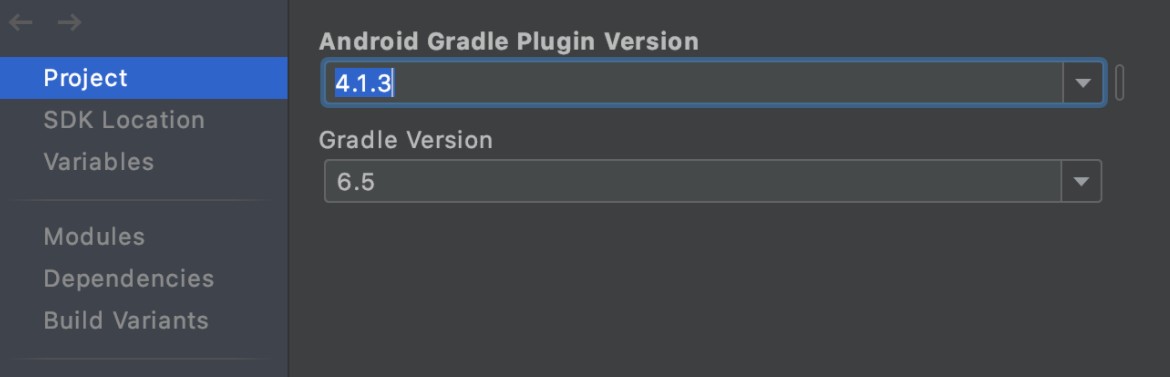 Project
SDK Location
Variables
Modules
Dependencies
Build Variants
Android Gradle Plugin Version
4.1.3
Gradle Version
6.5